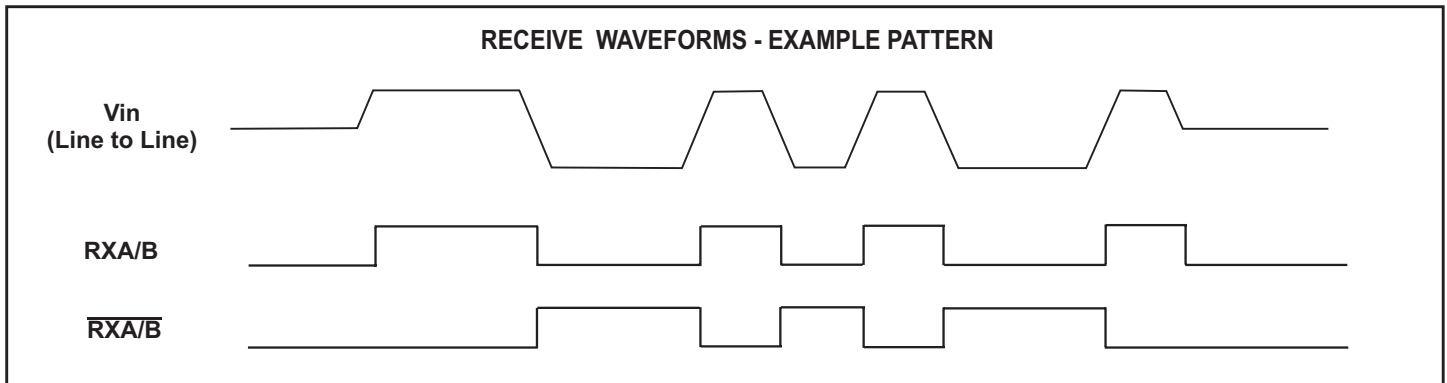 RECEIVE WAVEFORMS - EXAMPLE PATTERN
Vin
(Line to Line)
RXA/B
RXA/B